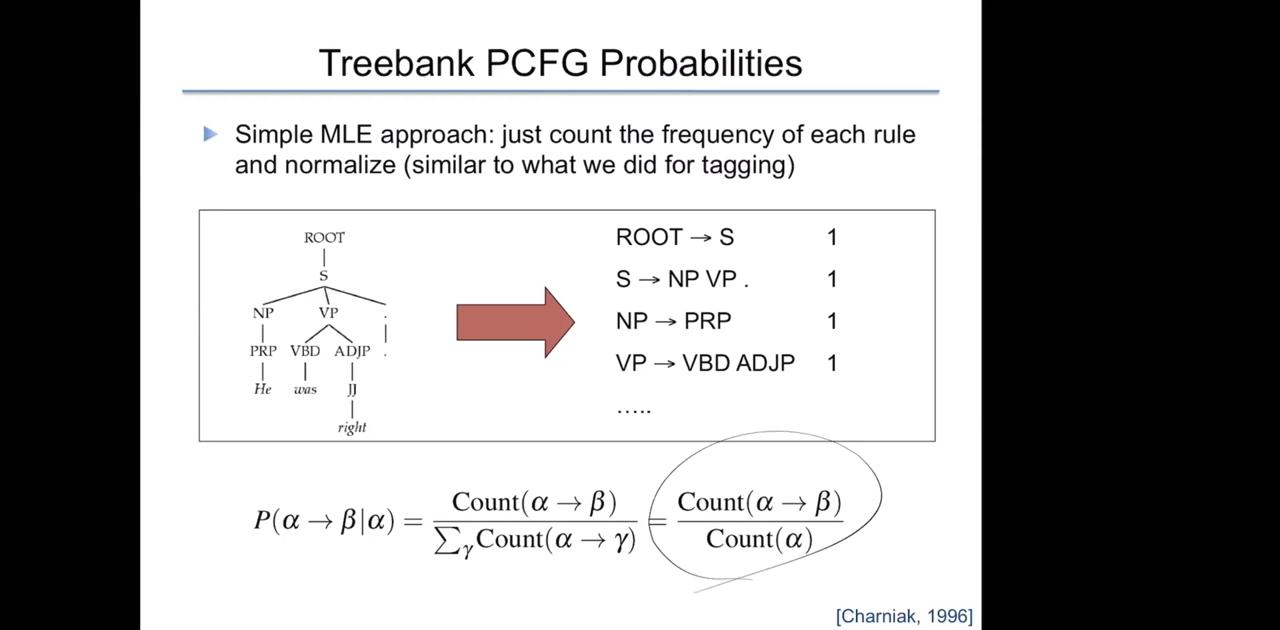 Treebank PCFG Probabilities
Simple MLE approach: just count the frequency of each rule
and normalize (similar to what we did for tagging)
ROOT
S
NP VP .
PRP VBD ADJP .
He was JJ
right
ROOT → S 1
S → NP VP . 1
NP → PRP 1
VP → VBD ADJP 1
.....
P(α → β|α) = Count(α → β) / ∑γ Count(α → γ) = Count(α → β) / Count(α)
[Charniak, 1996]